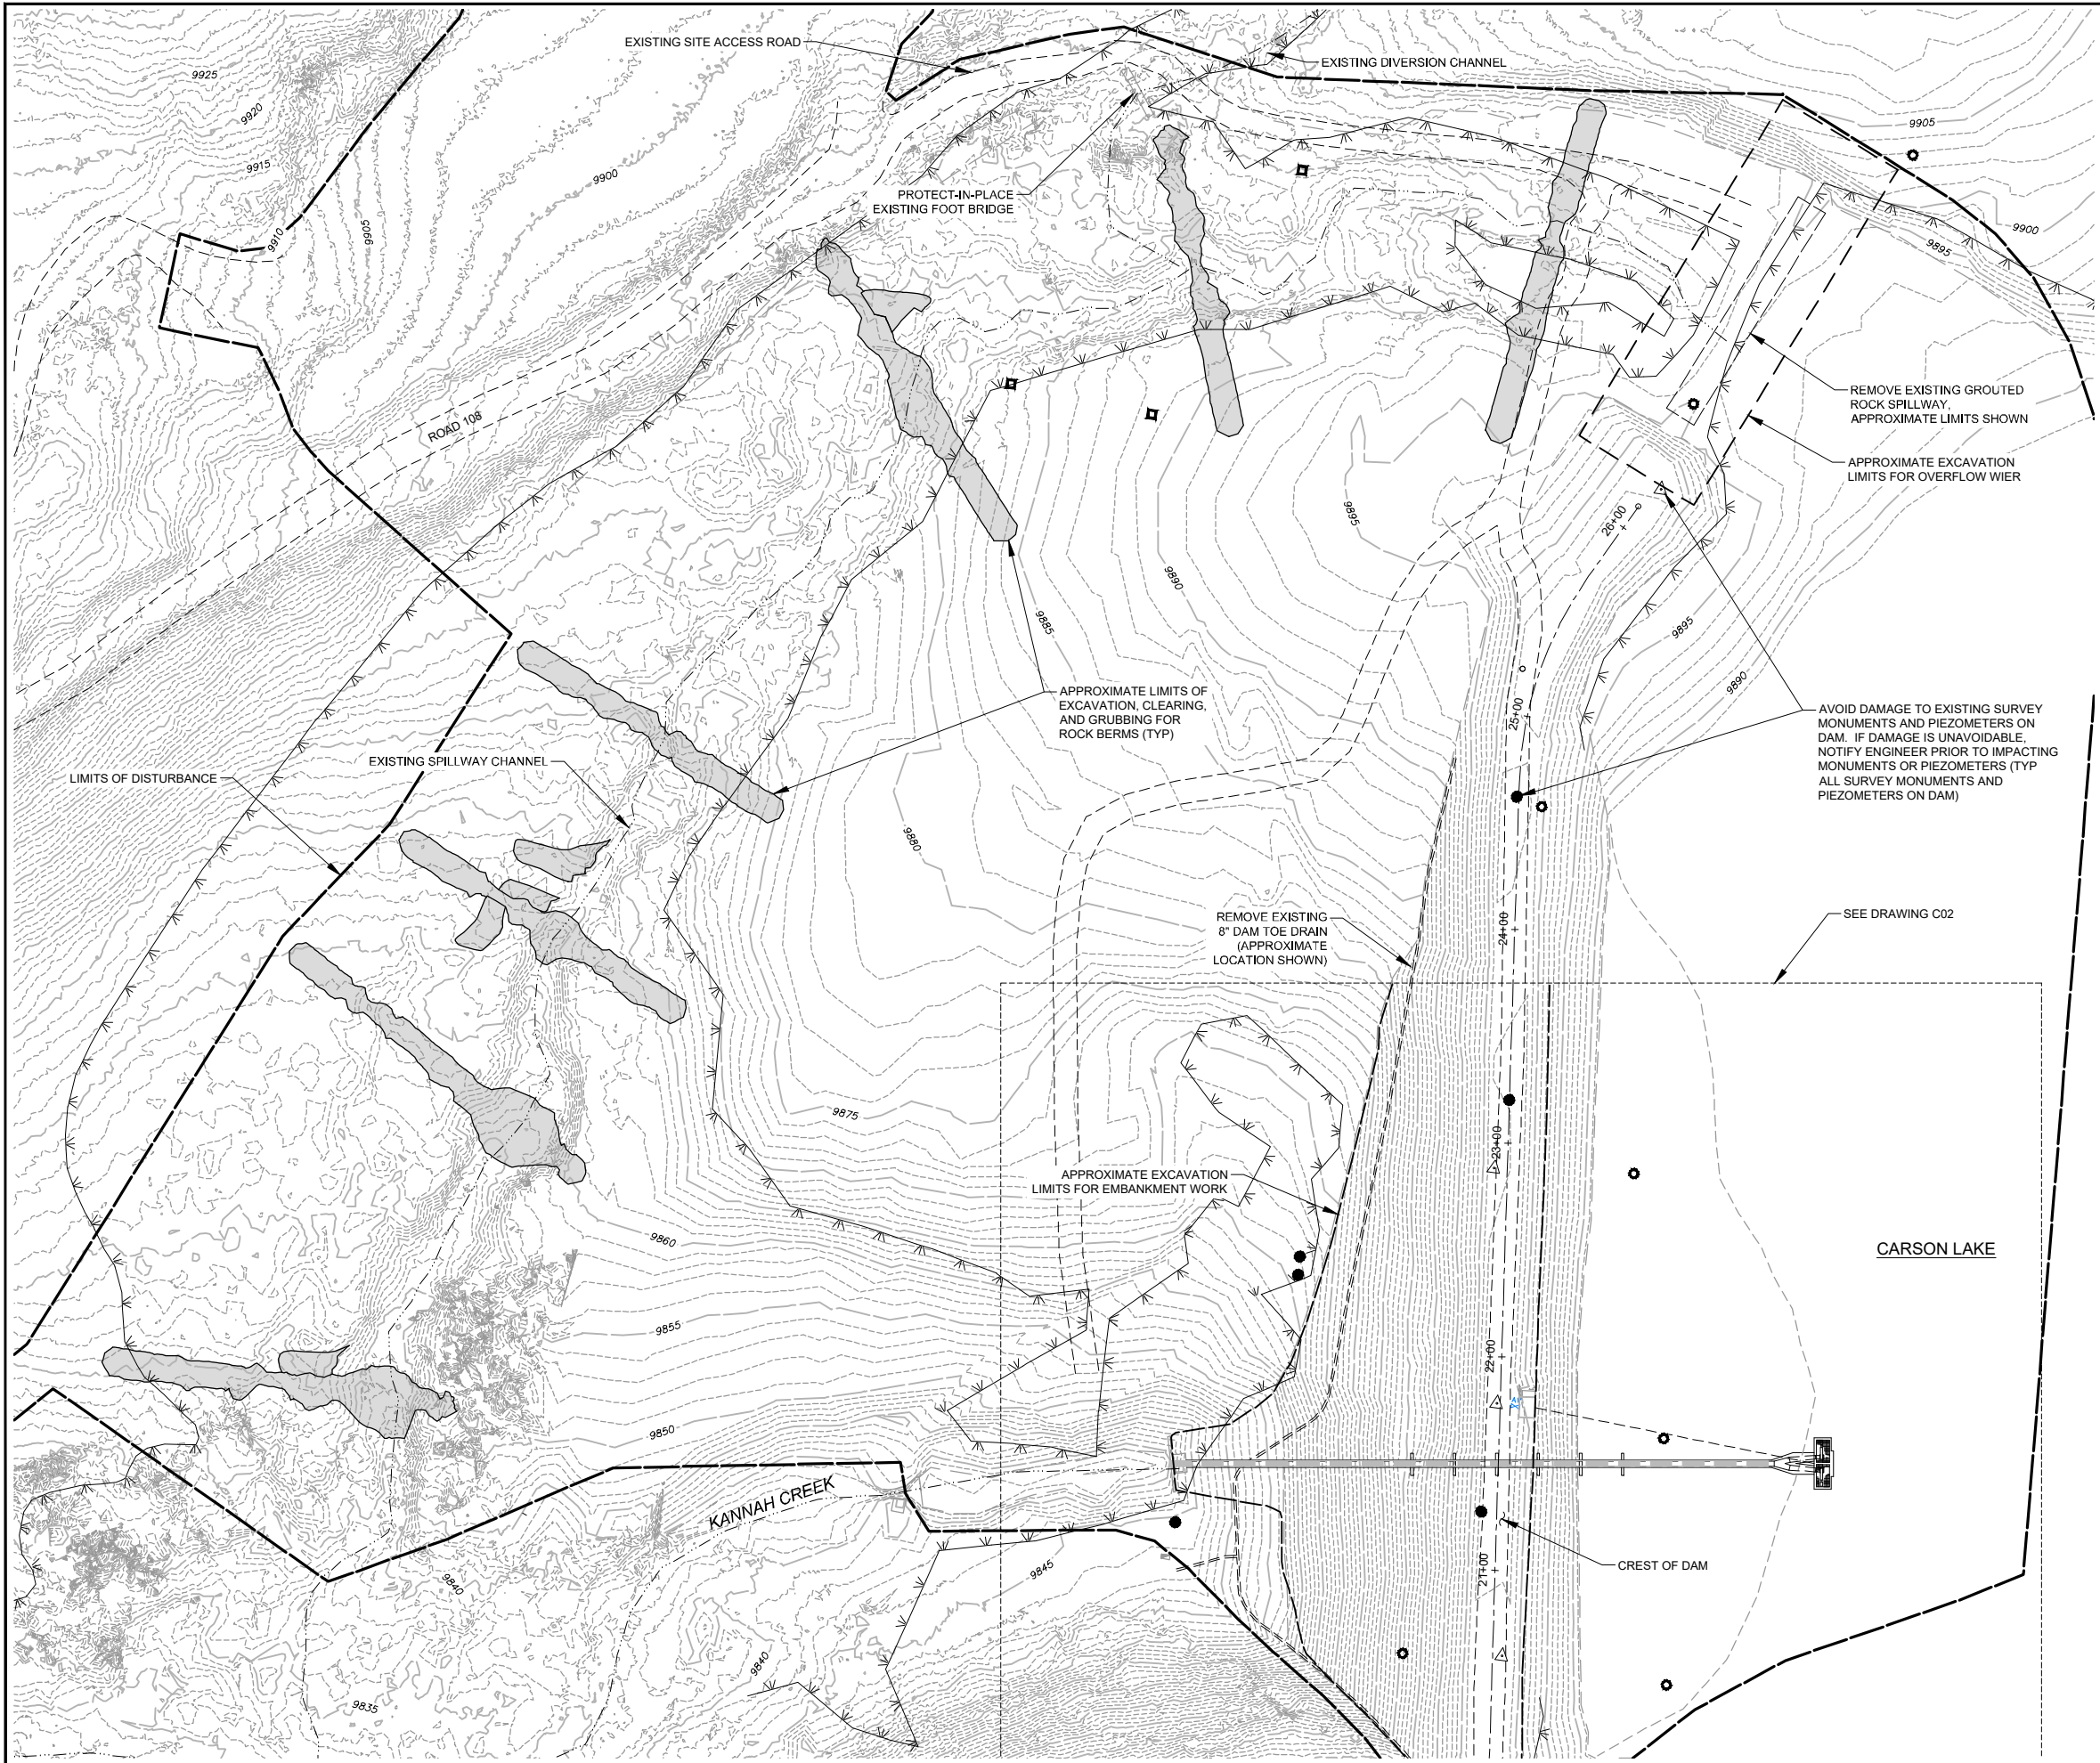 EXISTING SITE ACCESS ROAD
EXISTING DIVERSION CHANNEL
9925
9920
9915
9910
9905
9900
9905
9900
9895
PROTECT-IN-PLACE
EXISTING FOOT BRIDGE
ROAD 108
REMOVE EXISTING GROUTED
ROCK SPILLWAY,
APPROXIMATE LIMITS SHOWN
APPROXIMATE EXCAVATION
LIMITS FOR OVERFLOW WIER
9895
9890
9885
26+00
9895
9890
25+00
APPROXIMATE LIMITS OF
EXCAVATION, CLEARING,
AND GRUBBING FOR
ROCK BERMS (TYP)
AVOID DAMAGE TO EXISTING SURVEY
MONUMENTS AND PIEZOMETERS ON
DAM. IF DAMAGE IS UNAVOIDABLE,
NOTIFY ENGINEER PRIOR TO IMPACTING
MONUMENTS OR PIEZOMETERS (TYP
ALL SURVEY MONUMENTS AND
PIEZOMETERS ON DAM)
EXISTING SPILLWAY CHANNEL
LIMITS OF DISTURBANCE
9880
REMOVE EXISTING
8" DAM TOE DRAIN
(APPROXIMATE
LOCATION SHOWN)
24+00
SEE DRAWING C02
9875
23+00
APPROXIMATE EXCAVATION
LIMITS FOR EMBANKMENT WORK
9860
CARSON LAKE
9855
22+00
9850
KANNAH CREEK
CREST OF DAM
21+00
9845
9840
9840
9835